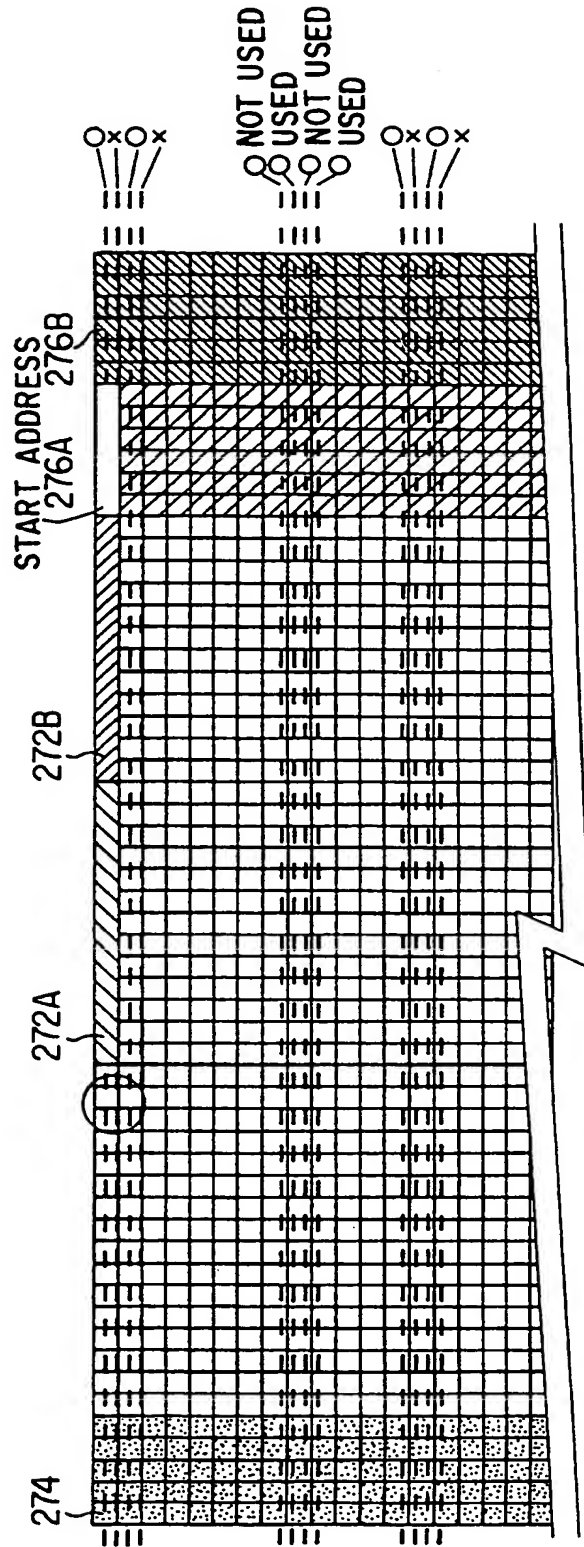 START ADDRESS
274
272A
272B
276A
276B
○
×
○
×
○ NOT USED
○ USED
○ NOT USED
○ USED
○
×
○
×